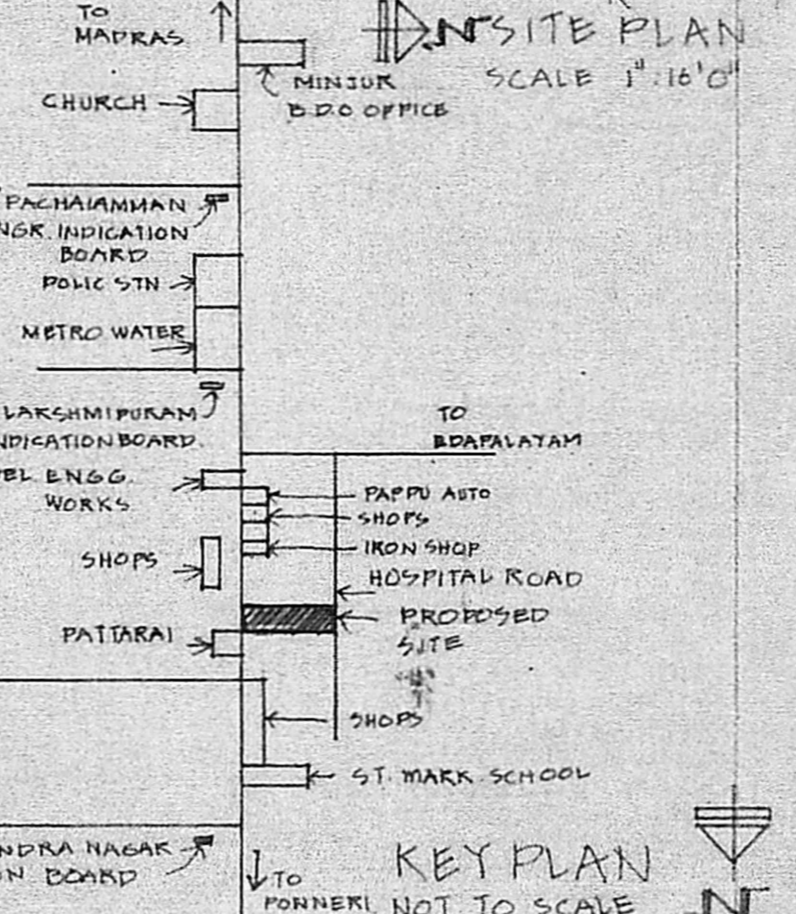 TO
MADRAS
N SITE PLAN
SCALE 1":16'0"
MINJUR
B.D.O OFFICE
CHURCH
PACHAIAMMAN
NGR. INDICATION
BOARD
POLIC STN
METRO WATER
LAKSHMIPURAM
NDICATION BOARD.
TO
EDAPALAYAM
EL ENGG.
WORKS
PAPPU AUTO
SHOPS
IRON SHOP
SHOPS
HOSPITAL ROAD
PROPOSED
SITE
PATTARAI
SHOPS
ST. MARK SCHOOL
NDRA NAGAR
N BOARD
TO
PONNERI
KEY PLAN
NOT TO SCALE
N